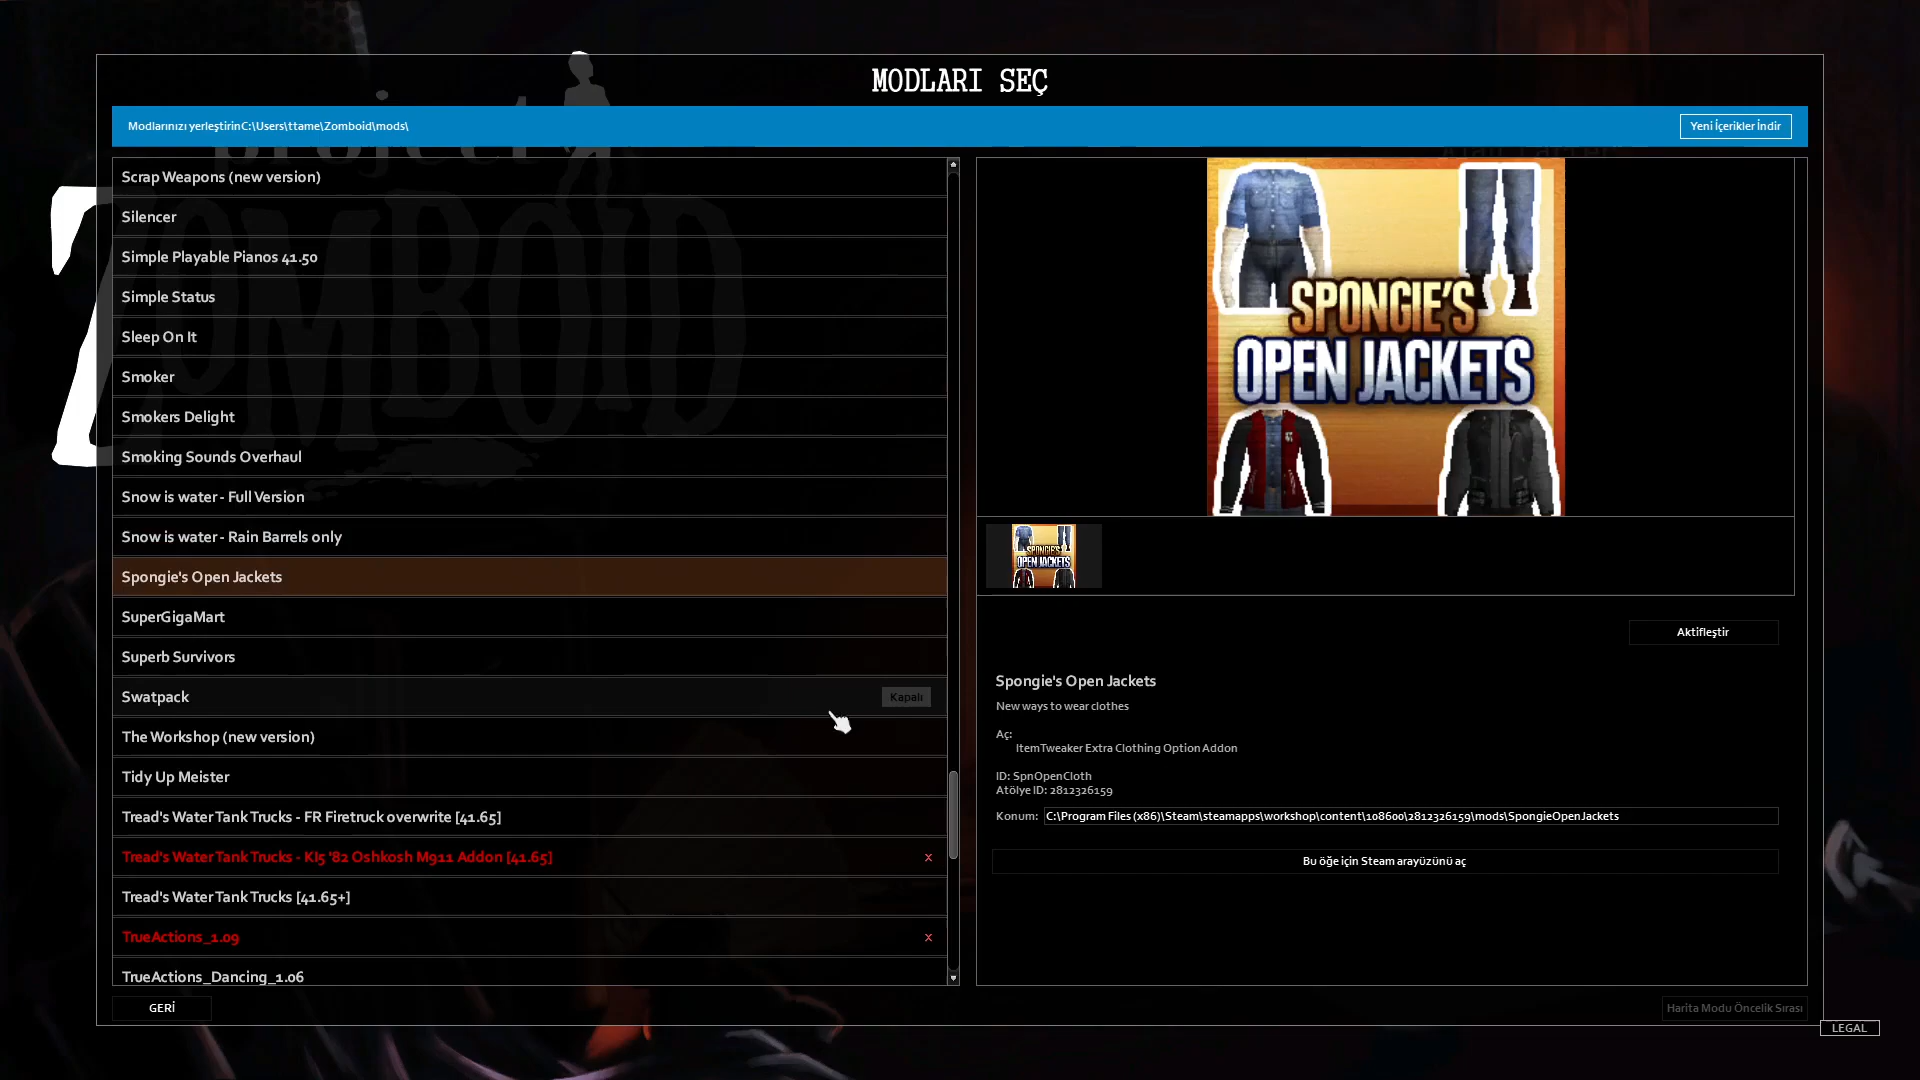 MODLARI SEÇ
Modlarınızı yerleştirinC:\Users\ttame\Zomboid\mods\
Yeni İçerikler İndir
project
ZOMBOID
Scrap Weapons (new version)
Silencer
Simple Playable Pianos 41.50
Simple Status
Sleep On It
Smoker
Smokers Delight
Smoking Sounds Overhaul
Snow is water - Full Version
Snow is water - Rain Barrels only
Spongie's Open Jackets
SuperGigaMart
Superb Survivors
Swatpack
Kapalı
The Workshop (new version)
Tidy Up Meister
Tread's Water Tank Trucks - FR Firetruck overwrite [41.65]
Tread's Water Tank Trucks - KI5 '82 Oshkosh M911 Addon [41.65]
x
Tread's Water Tank Trucks [41.65+]
TrueActions_1.09
x
TrueActions_Dancing_1.06
GERİ
SPONGIE'S
OPEN JACKETS
SPONGIE'S
OPEN JACKETS
Aktifleştir
Spongie's Open Jackets
New ways to wear clothes
Aç:
ItemTweaker Extra Clothing Option Addon
ID: SpnOpenCloth
Atölye ID: 2812326159
Konum: C:\Program Files (x86)\Steam\steamapps\workshop\content\108600\2812326159\mods\SpongieOpenJackets
Bu öğe için Steam arayüzünü aç
Harita Modu Öncelik Sırası
LEGAL